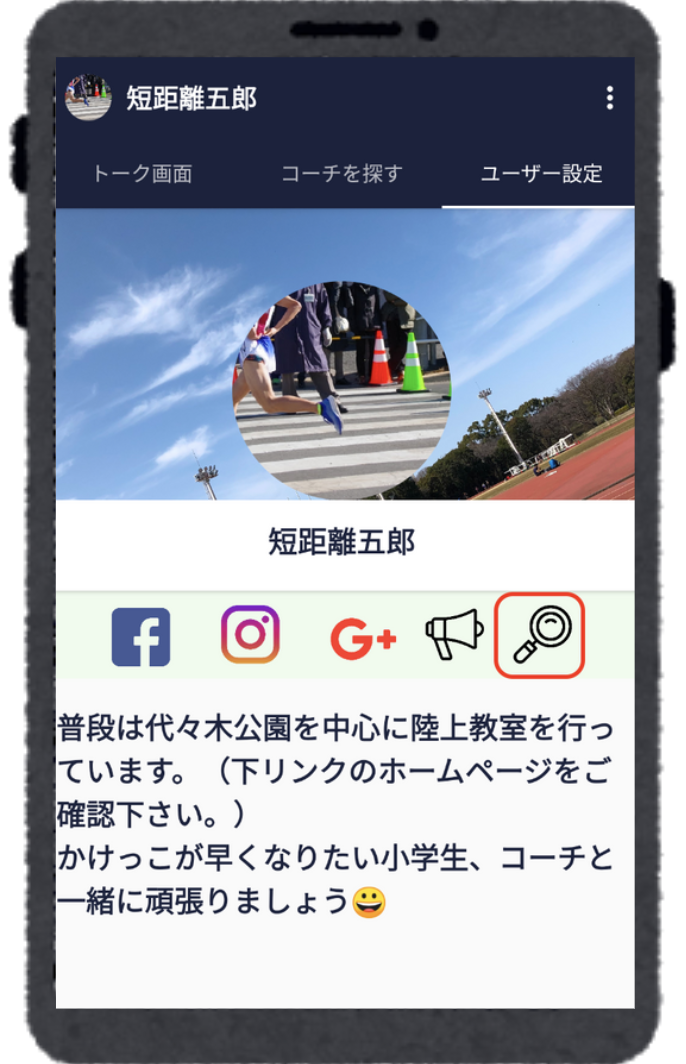 短距離五郎
トーク画面 コーチを探す ユーザー設定
短距離五郎
f G+
普段は代々木公園を中心に陸上教室を行っ
ています。（下リンクのホームページをご
確認下さい。）
かけっこが早くなりたい小学生、コーチと
一緒に頑張りましょう😀